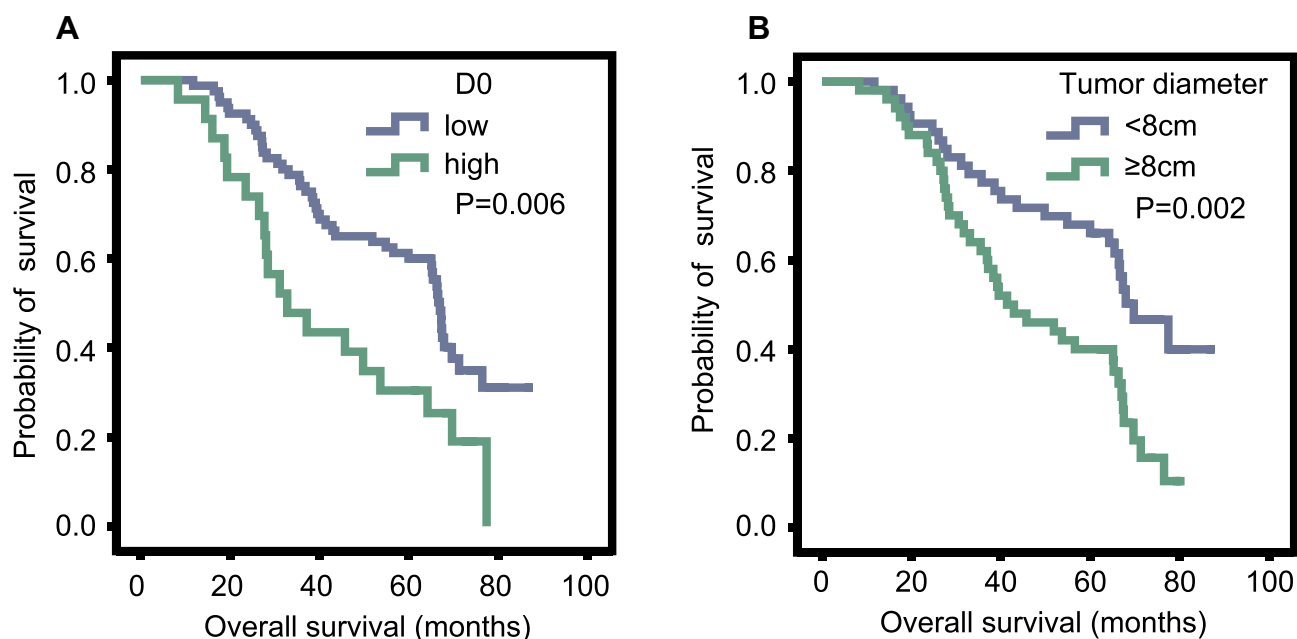 A
Probability of survival
1.0
0.8
0.6
0.4
0.2
0.0
D0
low
high
P=0.006
0 20 40 60 80 100
Overall survival (months)
B
Probability of survival
1.0
0.8
0.6
0.4
0.2
0.0
Tumor diameter
<8cm
≥8cm
P=0.002
0 20 40 60 80 100
Overall survival (months)